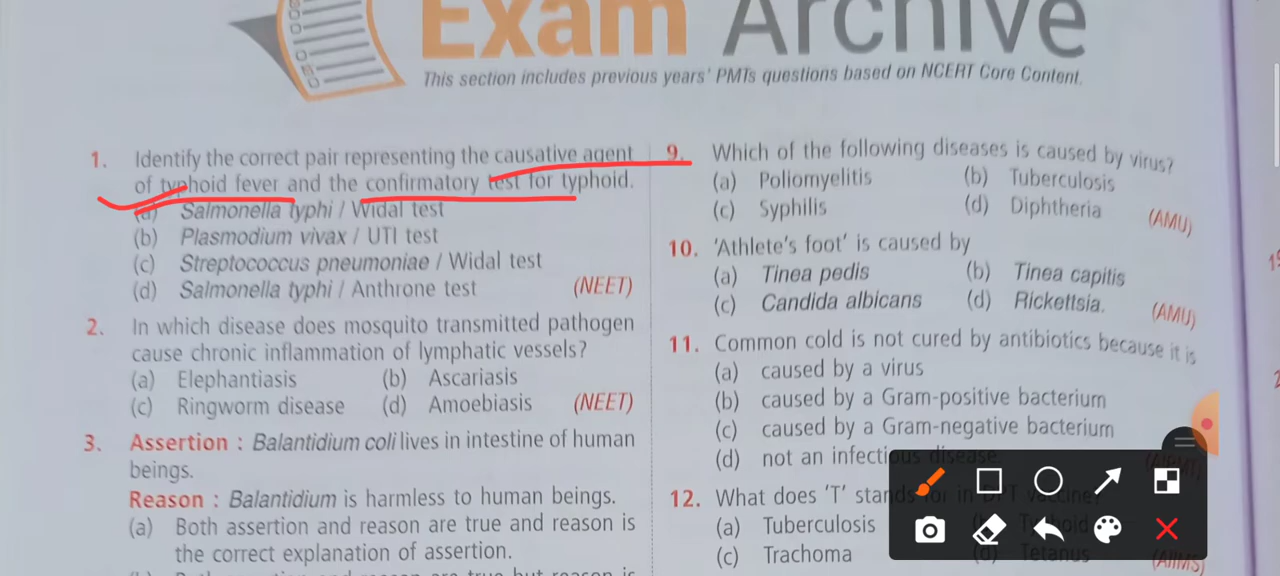 Exam Archive
This section includes previous years' PMTs questions based on NCERT Core Content.
1. Identify the correct pair representing the causative agent
of typhoid fever and the confirmatory test for typhoid.
(a) Salmonella typhi / Widal test
(b) Plasmodium vivax / UTI test
(c) Streptococcus pneumoniae / Widal test
(d) Salmonella typhi / Anthrone test (NEET)
2. In which disease does mosquito transmitted pathogen
cause chronic inflammation of lymphatic vessels?
(a) Elephantiasis (b) Ascariasis
(c) Ringworm disease (d) Amoebiasis (NEET)
3. Assertion : Balantidium coli lives in intestine of human
beings.
Reason : Balantidium is harmless to human beings.
(a) Both assertion and reason are true and reason is
the correct explanation of assertion.
9. Which of the following diseases is caused by virus?
(a) Poliomyelitis (b) Tuberculosis
(c) Syphilis (d) Diphtheria (AMU)
10. 'Athlete's foot' is caused by
(a) Tinea pedis (b) Tinea capitis
(c) Candida albicans (d) Rickettsia. (AMU)
11. Common cold is not cured by antibiotics because it is
(a) caused by a virus
(b) caused by a Gram-positive bacterium
(c) caused by a Gram-negative bacterium
(d) not an infectious disease
12. What does 'T' stands for in DPT vaccine?
(a) Tuberculosis (b) Typhoid
(c) Trachoma (d) Tetanus (AIIMS)